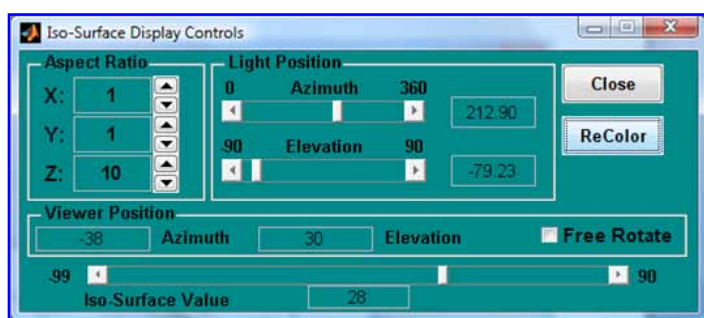 Iso-Surface Display Controls
Aspect Ratio
X: 1
Y: 1
Z: 10
Light Position
0 Azimuth 360
212.90
-90 Elevation 90
-79.23
Close
ReColor
Viewer Position
-38 Azimuth 30 Elevation Free Rotate
-99 90
Iso-Surface Value 28